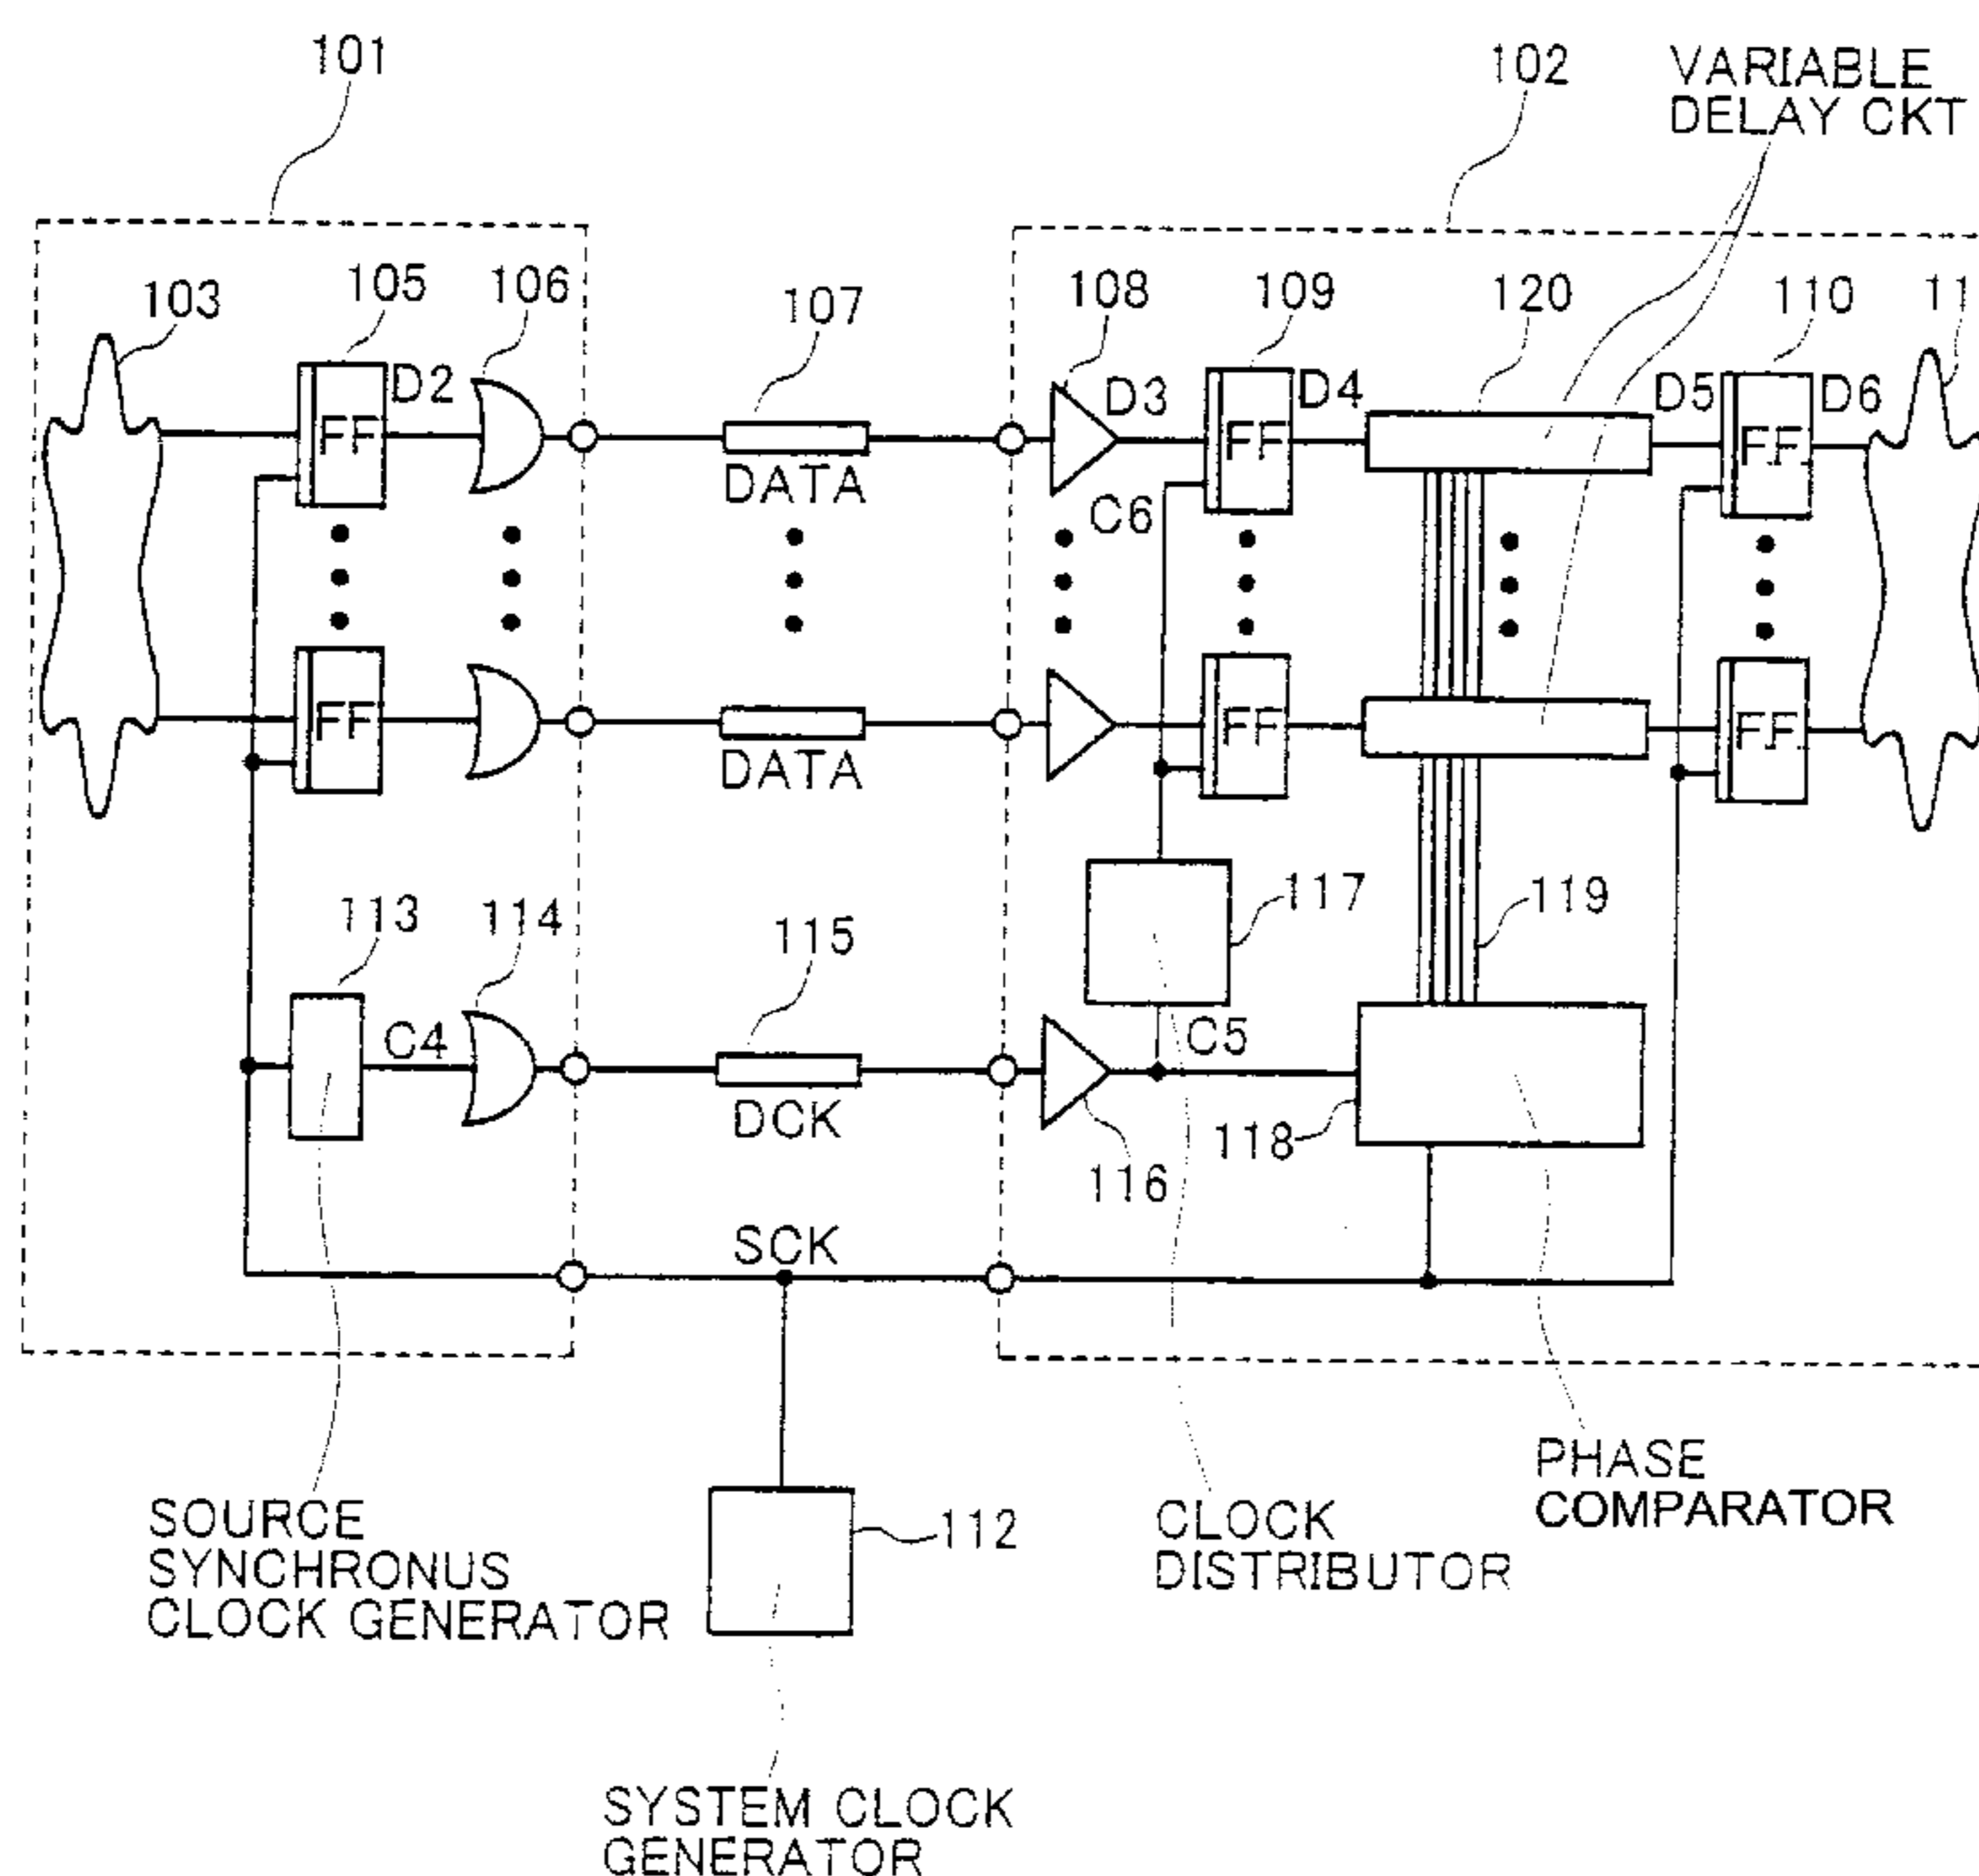 101
102
VARIABLE
DELAY CKT
103
105
106
107
108
109
120
110
11
D2
D3
D4
D5
D6
FF
FF
FF
DATA
C6
FF
FF
FF
DATA
113
114
115
117
119
C4
C5
DCK
118
116
SCK
SOURCE
SYNCHRONUS
CLOCK GENERATOR
112
CLOCK
DISTRIBUTOR
PHASE
COMPARATOR
SYSTEM CLOCK
GENERATOR